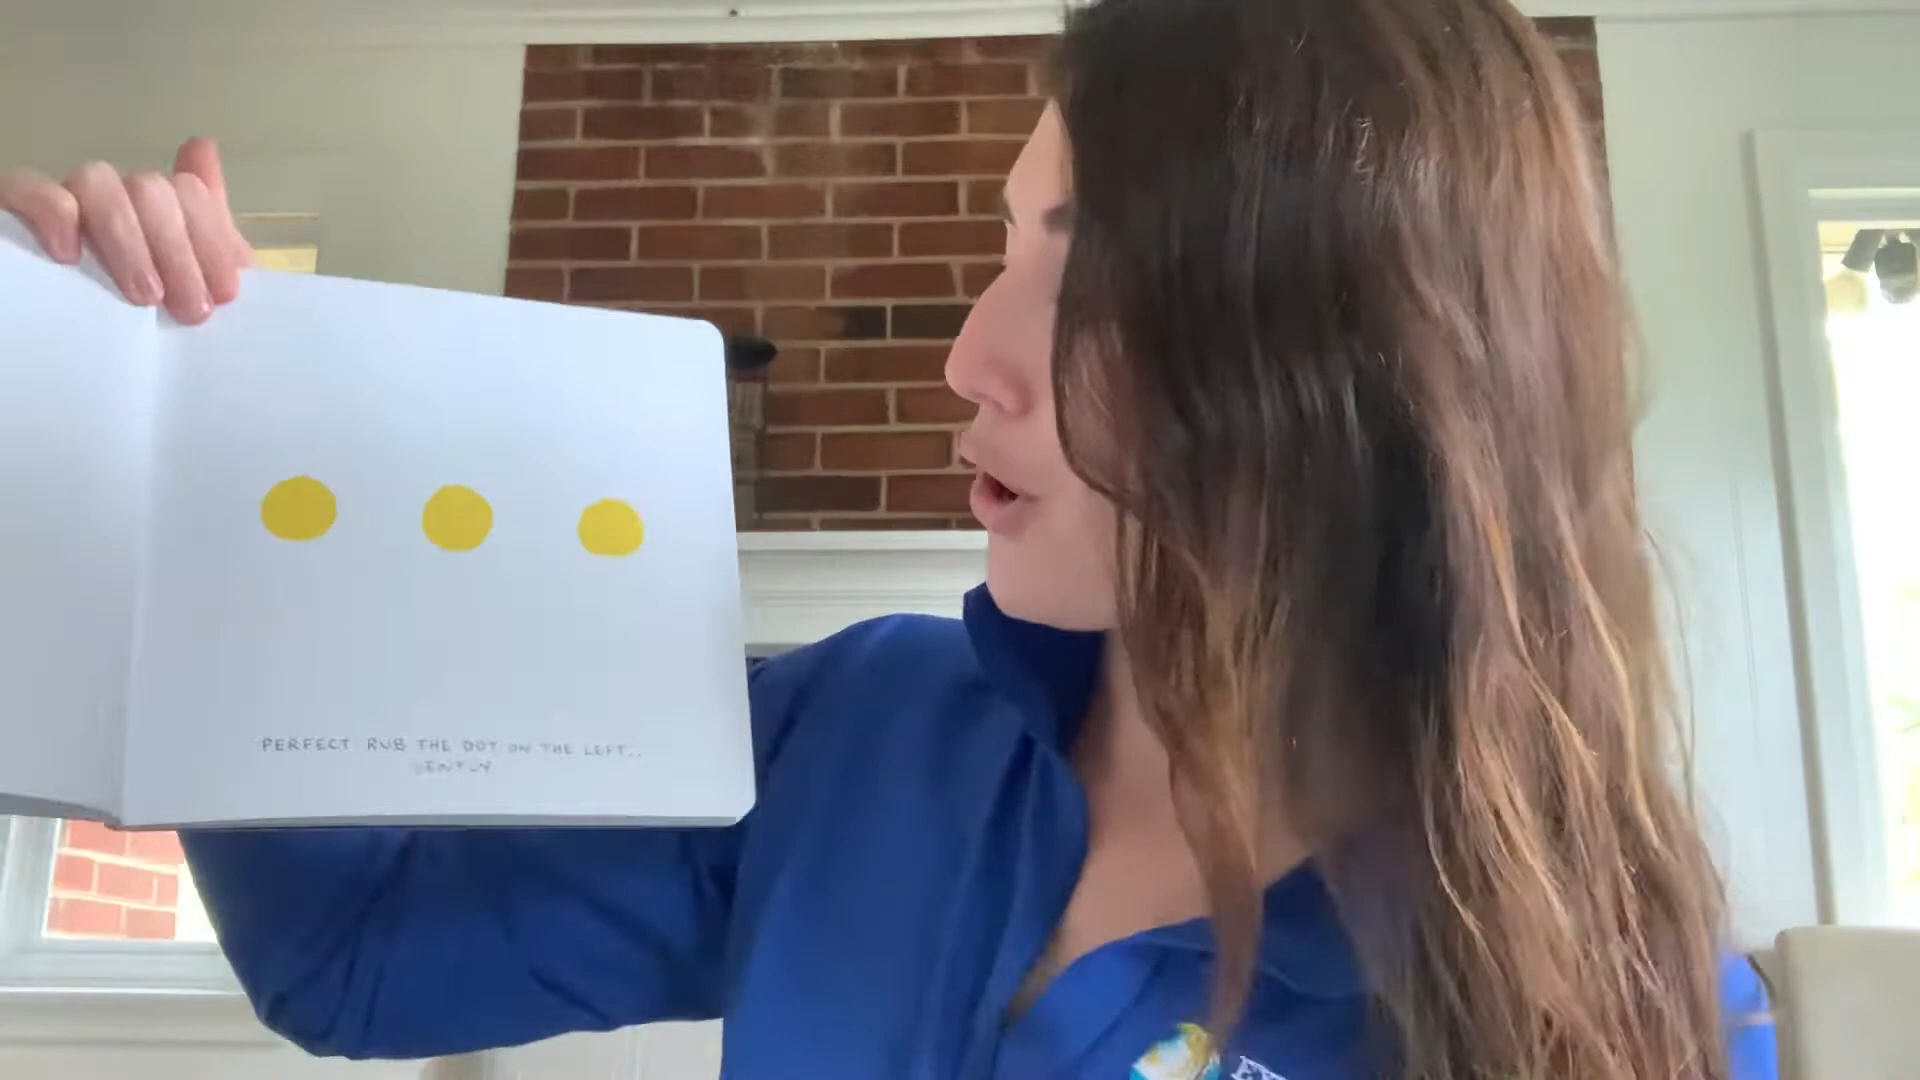 PERFECT RUB THE DOT ON THE LEFT..
GENTLY